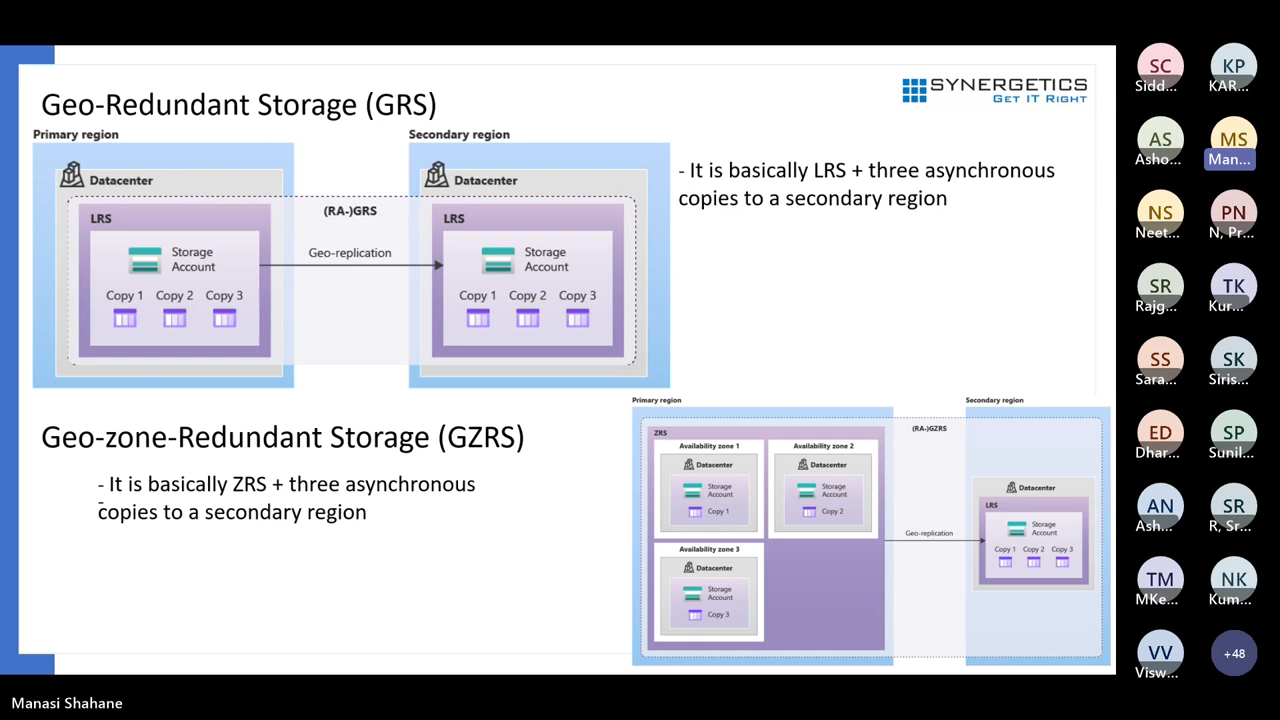 Geo-Redundant Storage (GRS)
SYNERGETICS
GET IT RIGHT
Primary region
Secondary region
Datacenter
Datacenter
(RA-)GRS
LRS
LRS
Storage
Account
Geo-replication
Storage
Account
Copy 1 Copy 2 Copy 3
Copy 1 Copy 2 Copy 3
- It is basically LRS + three asynchronous
copies to a secondary region
Geo-zone-Redundant Storage (GZRS)
- It is basically ZRS + three asynchronous
-
copies to a secondary region
Primary region
Secondary region
(RA-)GZRS
ZRS
Availability zone 1
Availability zone 2
Datacenter
Datacenter
Storage
Account
Copy 1
Storage
Account
Copy 2
Availability zone 3
Datacenter
Storage
Account
Copy 3
Geo-replication
Datacenter
LRS
Storage
Account
Copy 1 Copy 2 Copy 3
SC
Sidd...
KP
KAR...
AS
Asho...
MS
Man...
NS
Neet...
PN
N, Pr...
SR
Rajg...
TK
Kur...
SS
Sara...
SK
Siris...
ED
Dhar...
SP
Sunil...
AN
Ash...
SR
R, Sr...
TM
MKe...
NK
Kum...
VV
Visw...
+48
Manasi Shahane